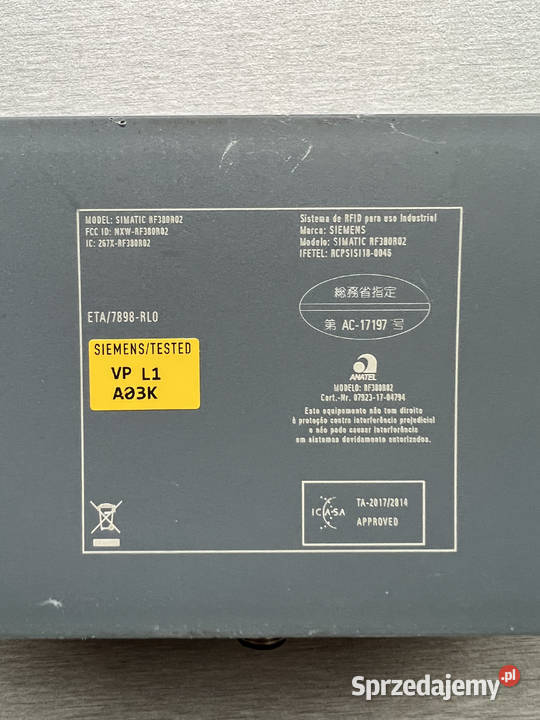 MODEL: SIMATIC RF380R02
FCC ID: NXW-RF380R02
IC: 267X-RF380R02
ETA/7898-RLO
SIEMENS/TESTED
VP L1
A03K
Sistema de RFID para uso Industrial
Marca: SIEMENS
Modelo: SIMATIC RF380R02
IFETEL: RCPSISI18-0046
総務省指定
第 AC-17197 号
ANATEL
MODELO: RF380R02
Cert.-Nr. 07923-17-04794
Este equipamento não tem direito
à proteção contra interferência prejudicial
e não pode causar interferência
em sistemas devidamente autorizados.
ICASA
TA-2017/2814
APPROVED
Sprzedajemy.pl